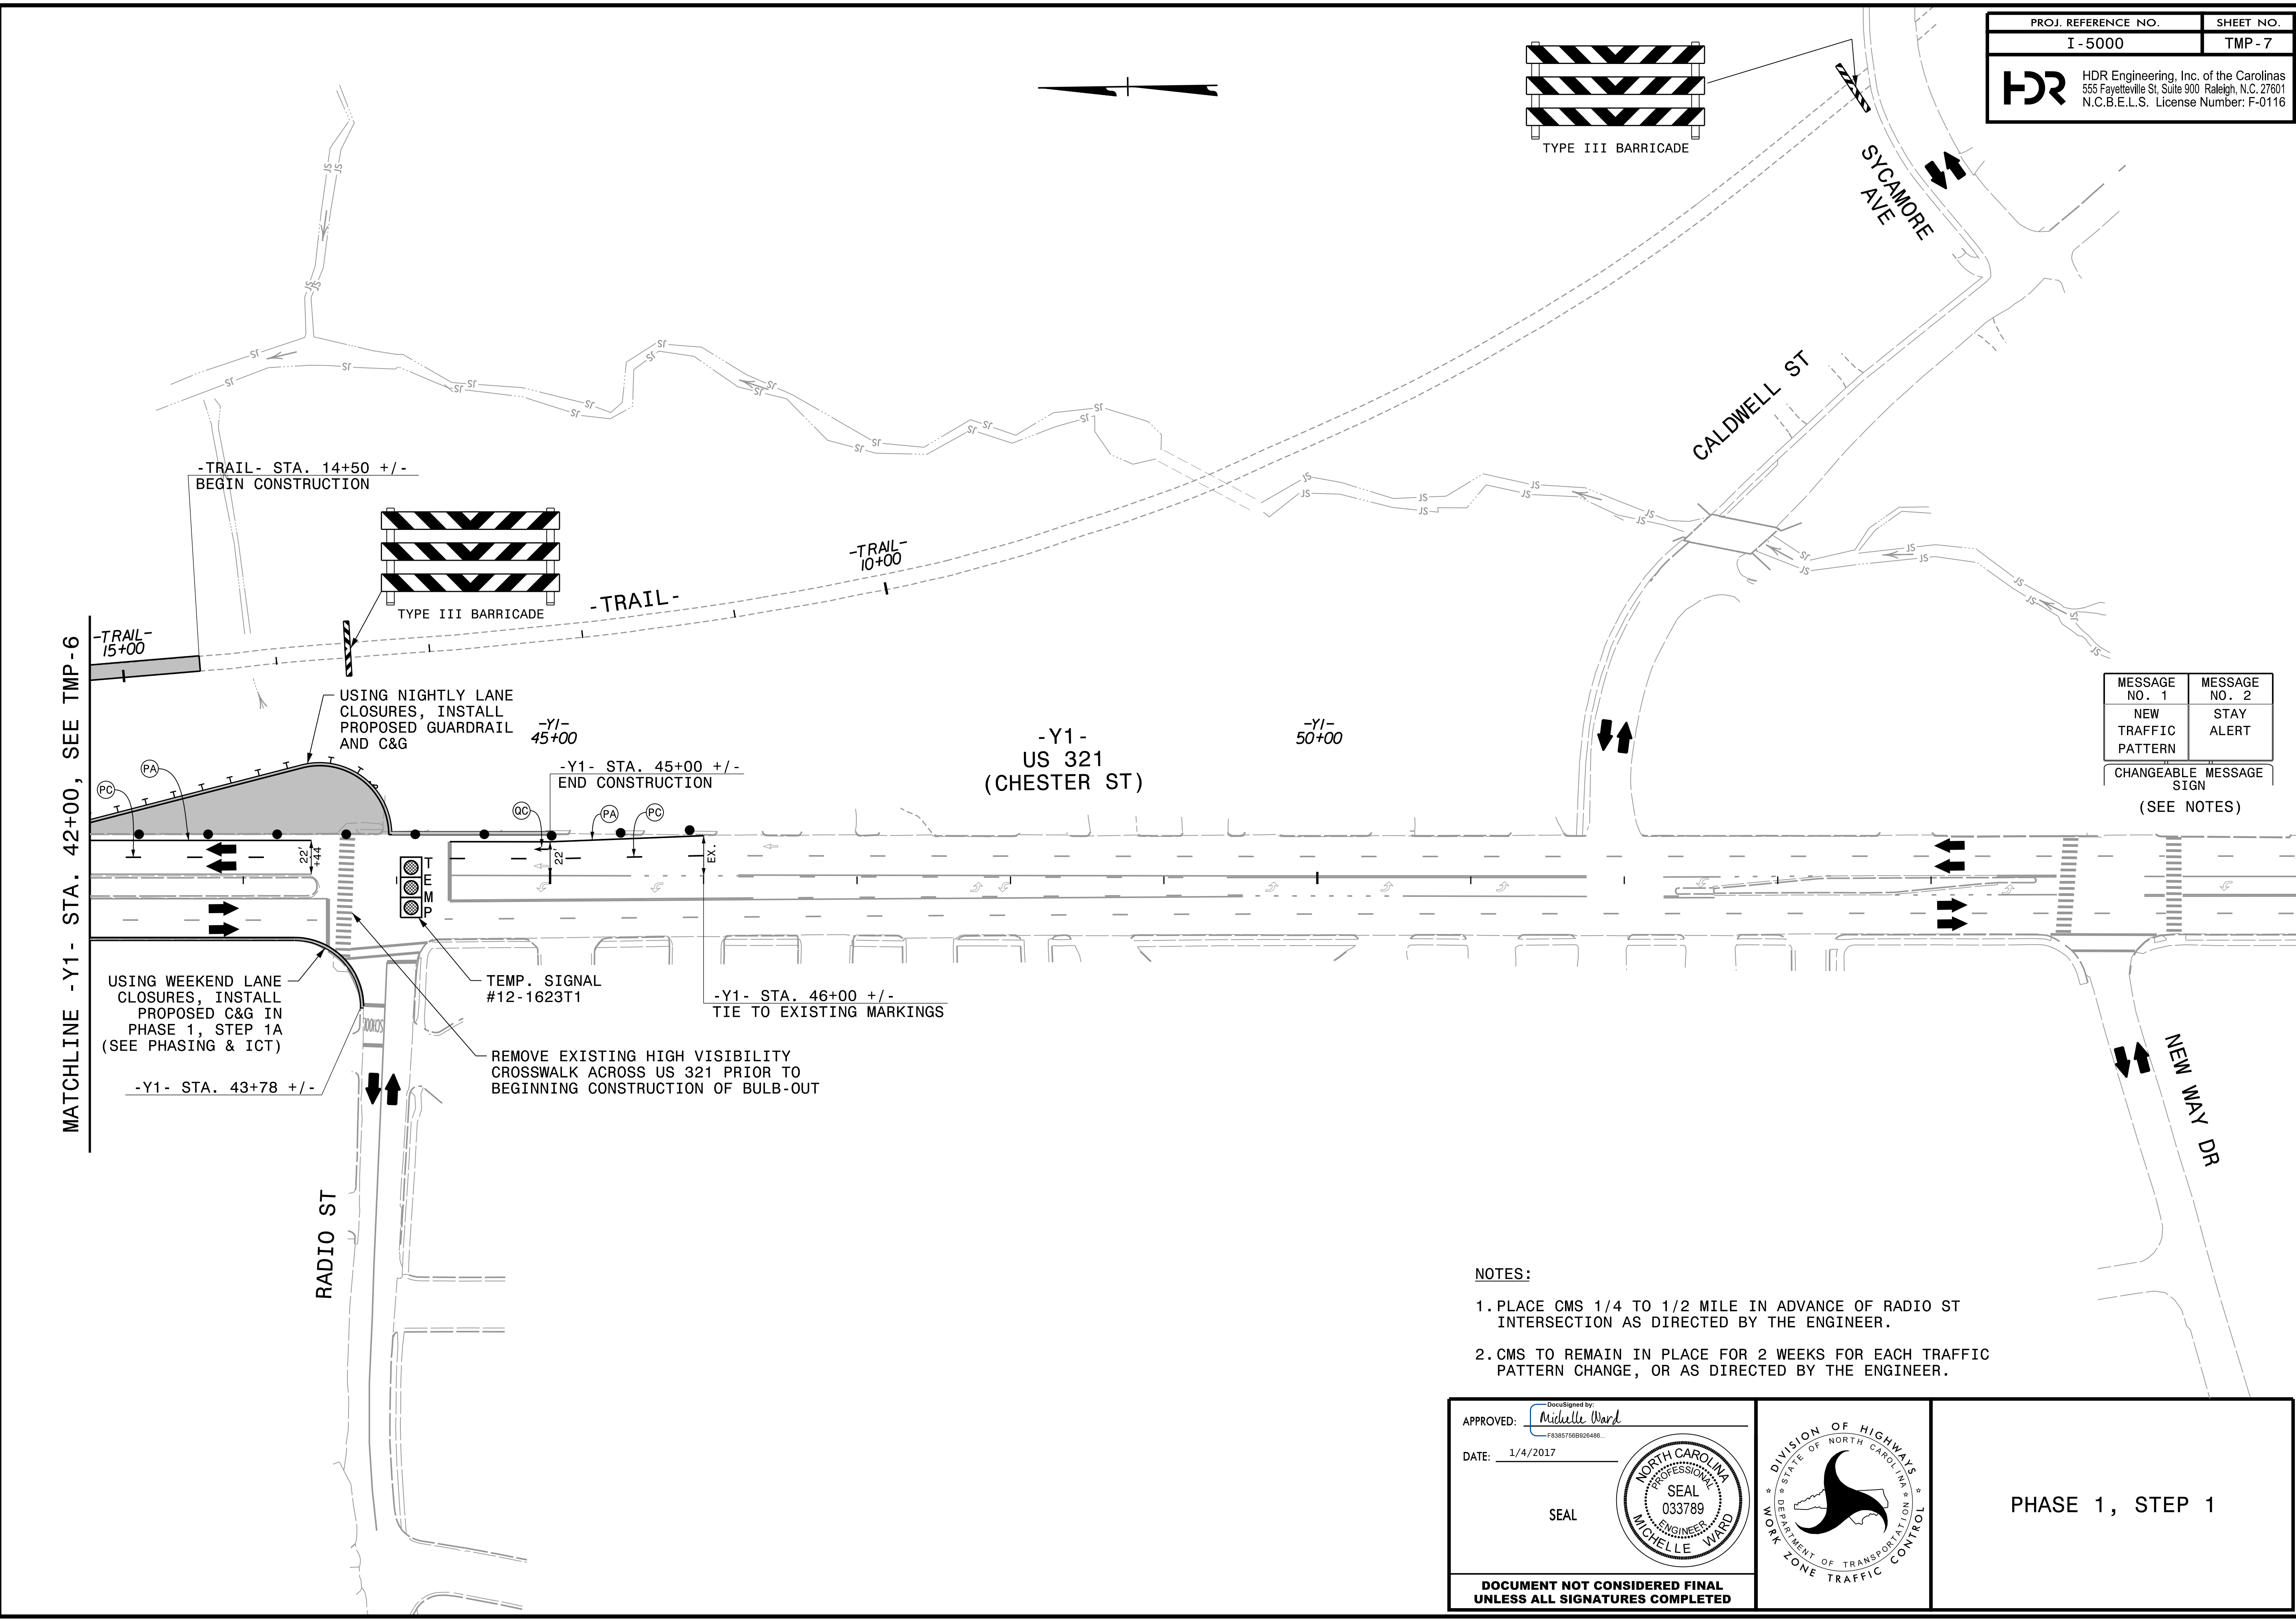 PROJ. REFERENCE NO.
SHEET NO.
I-5000
TMP-7
HDR
HDR Engineering, Inc. of the Carolinas
555 Fayetteville St, Suite 900 Raleigh, N.C. 27601
N.C.B.E.L.S. License Number: F-0116
TYPE III BARRICADE
SYCAMORE
AVE
CALDWELL ST
-TRAIL- STA. 14+50 +/-
BEGIN CONSTRUCTION
TYPE III BARRICADE
-TRAIL-
10+00
-TRAIL-
-TRAIL-
15+00
MATCHLINE -Y1- STA. 42+00, SEE TMP-6
USING NIGHTLY LANE
CLOSURES, INSTALL
PROPOSED GUARDRAIL
AND C&G
-Y1-
45+00
-Y1- STA. 45+00 +/-
END CONSTRUCTION
-Y1-
US 321
(CHESTER ST)
-Y1-
50+00
MESSAGE
NO. 1
MESSAGE
NO. 2
NEW
TRAFFIC
PATTERN
STAY
ALERT
CHANGEABLE MESSAGE
SIGN
(SEE NOTES)
PC
PA
QC
PA
PC
22'
+44
22'
EX.
TEMP
USING WEEKEND LANE
CLOSURES, INSTALL
PROPOSED C&G IN
PHASE 1, STEP 1A
(SEE PHASING & ICT)
-Y1- STA. 43+78 +/-
TEMP. SIGNAL
#12-1623T1
-Y1- STA. 46+00 +/-
TIE TO EXISTING MARKINGS
REMOVE EXISTING HIGH VISIBILITY
CROSSWALK ACROSS US 321 PRIOR TO
BEGINNING CONSTRUCTION OF BULB-OUT
SCHOOL
RADIO ST
NEW WAY DR
JS
NOTES:
1. PLACE CMS 1/4 TO 1/2 MILE IN ADVANCE OF RADIO ST
INTERSECTION AS DIRECTED BY THE ENGINEER.
2. CMS TO REMAIN IN PLACE FOR 2 WEEKS FOR EACH TRAFFIC
PATTERN CHANGE, OR AS DIRECTED BY THE ENGINEER.
APPROVED:
DocuSigned by:
Michelle Ward
F8385756B926486...
DATE: 1/4/2017
SEAL
NORTH CAROLINA
PROFESSIONAL
SEAL
033789
ENGINEER
MICHELLE WARD
DOCUMENT NOT CONSIDERED FINAL
UNLESS ALL SIGNATURES COMPLETED
DIVISION OF HIGHWAYS
STATE OF NORTH CAROLINA
DEPARTMENT OF TRANSPORTATION
WORK ZONE TRAFFIC CONTROL
PHASE 1, STEP 1